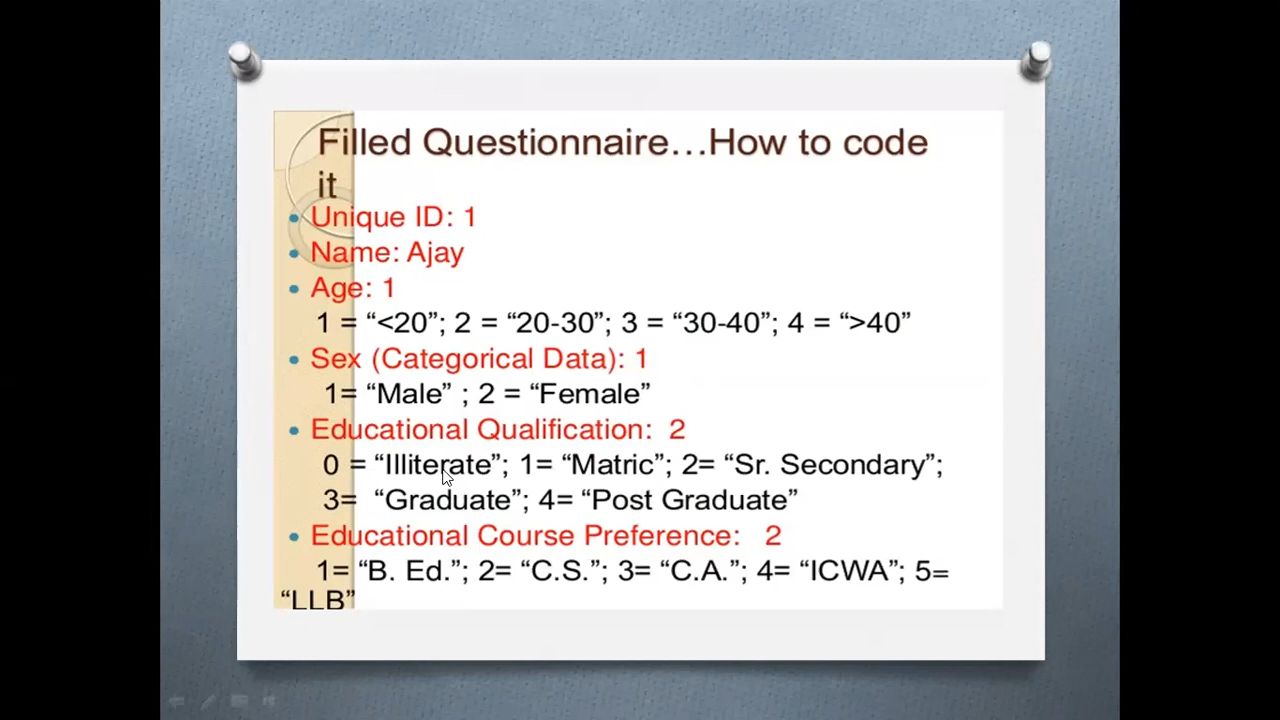 Filled Questionnaire…How to code
it
• Unique ID: 1
• Name: Ajay
• Age: 1
1 = “<20”; 2 = “20-30”; 3 = “30-40”; 4 = “>40”
• Sex (Categorical Data): 1
1= “Male” ; 2 = “Female”
• Educational Qualification: 2
0 = “Illiterate”; 1= “Matric”; 2= “Sr. Secondary”;
3= “Graduate”; 4= “Post Graduate”
• Educational Course Preference: 2
1= “B. Ed.”; 2= “C.S.”; 3= “C.A.”; 4= “ICWA”; 5=
“LLB”